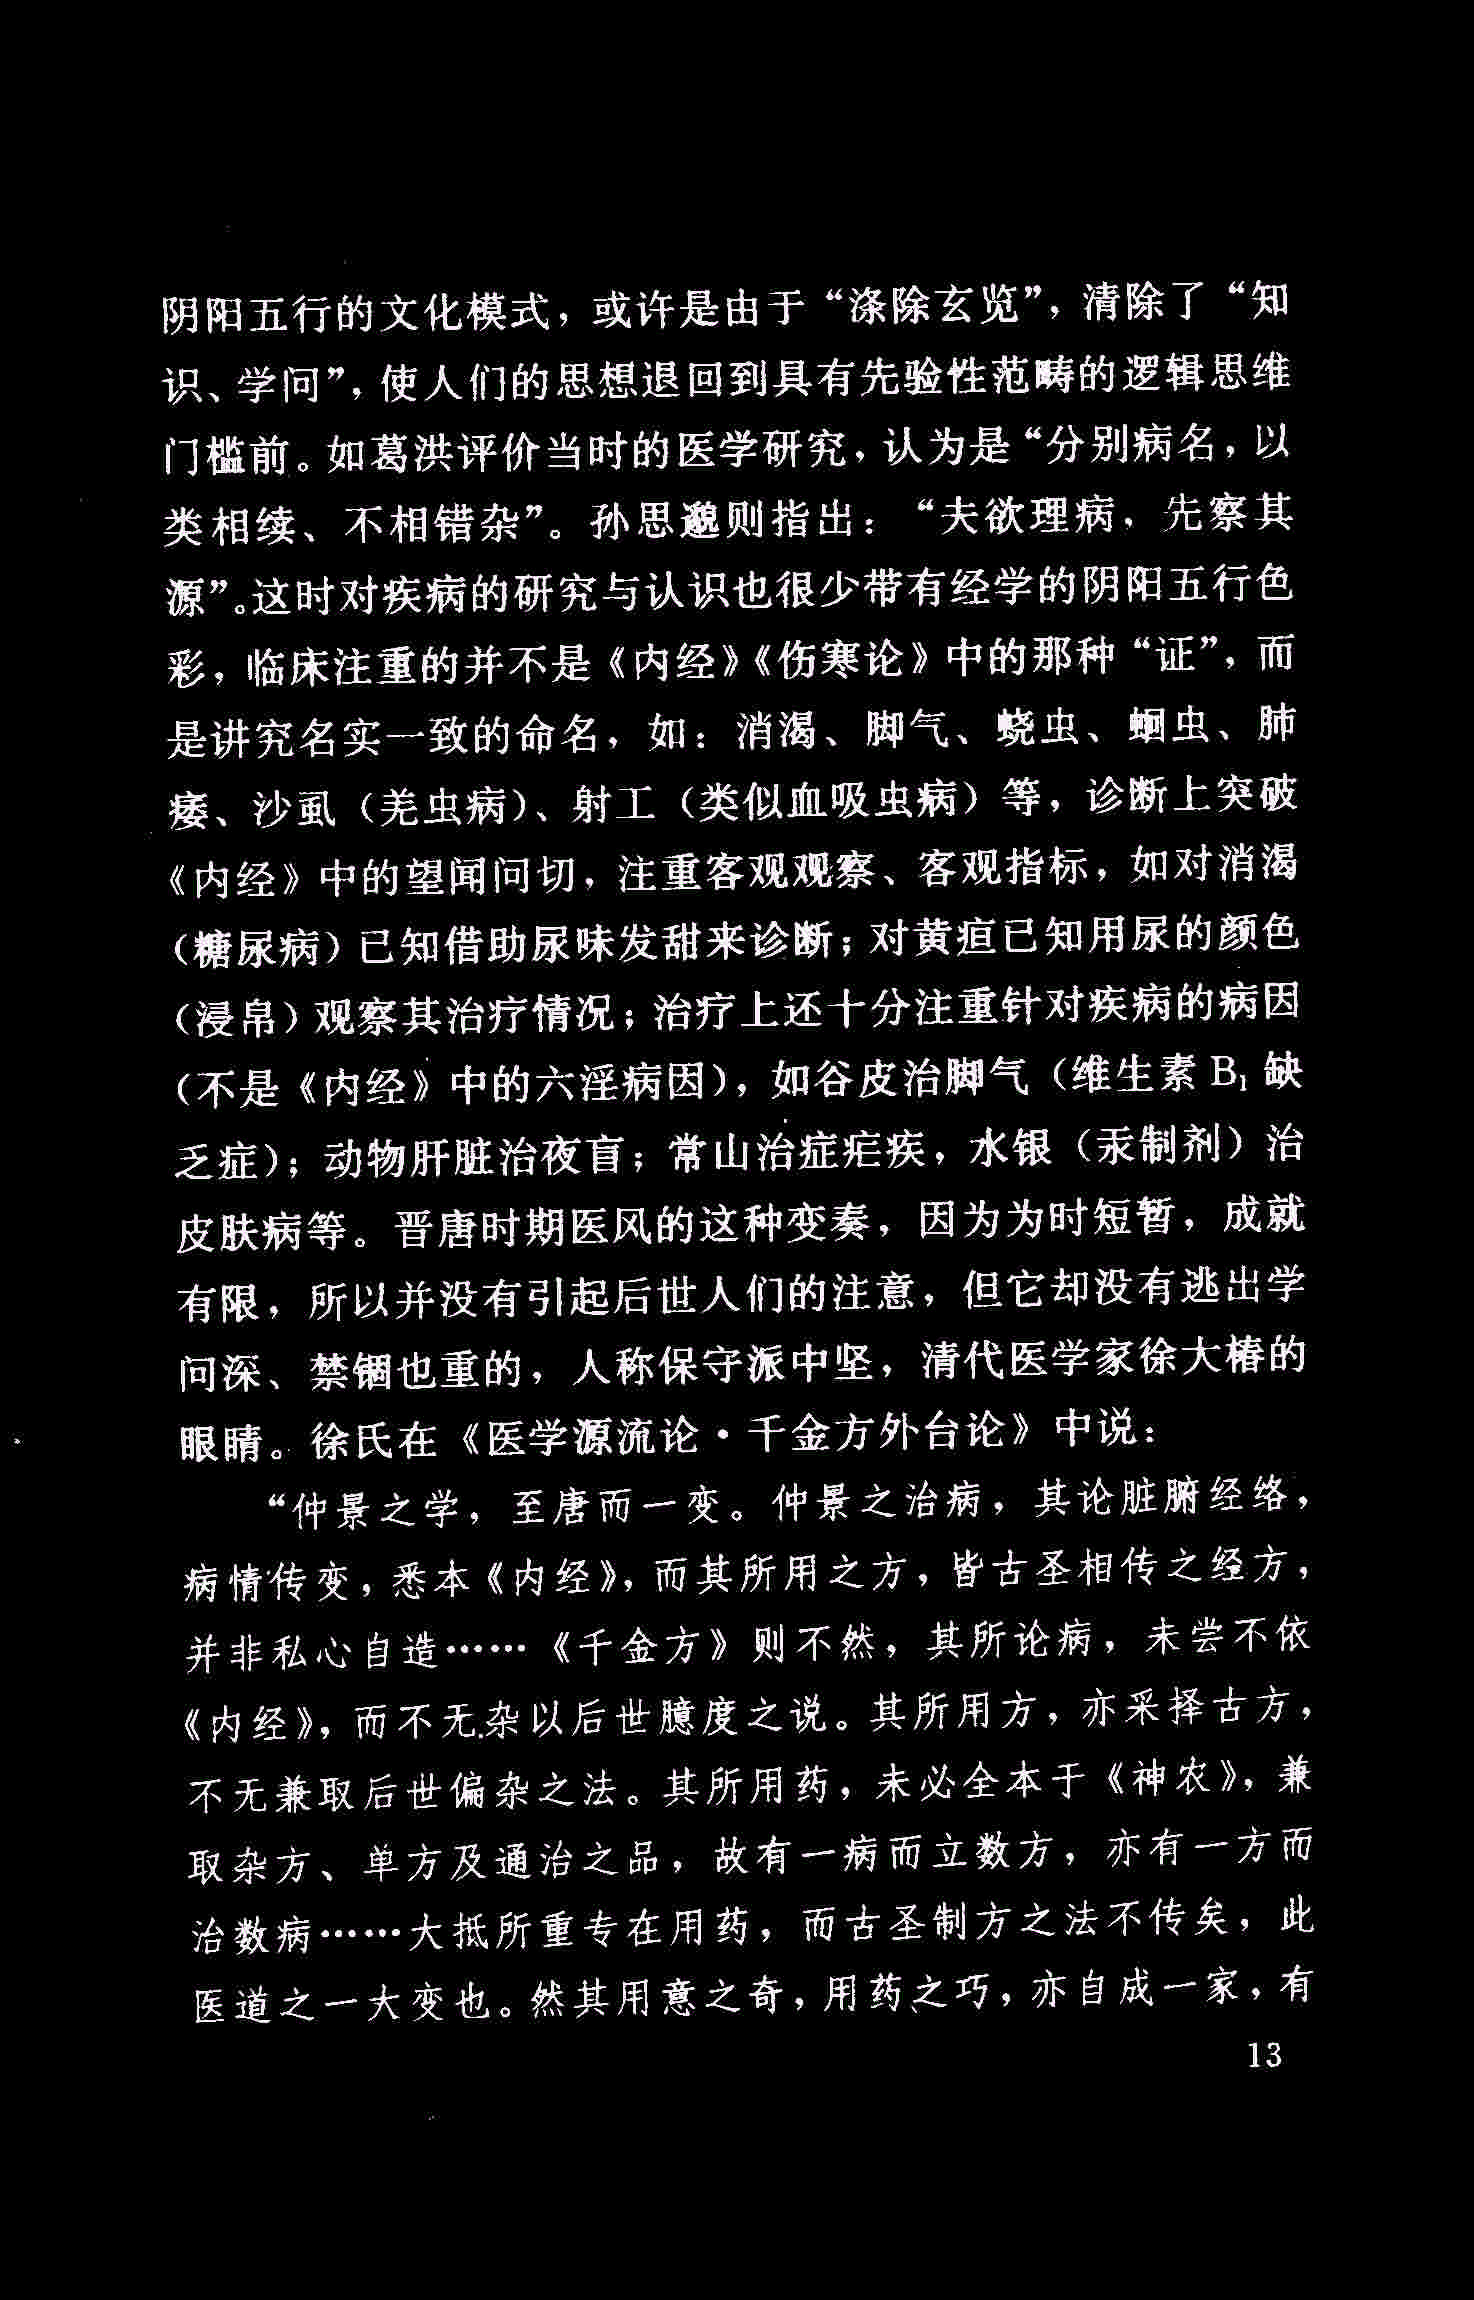 阴阳五行的文化模式，或许是由于“涤除玄览”，清除了“知
识、学问”，使人们的思想退回到具有先验性范畴的逻辑思维
门槛前。如葛洪评价当时的医学研究，认为是“分别病名，以
类相续、不相错杂”。孙思邈则指出：“夫欲理病，先察其
源”。这时对疾病的研究与认识也很少带有经学的阴阳五行色
彩，临床注重的并不是《内经》《伤寒论》中的那种“证”，而
是讲究名实一致的命名，如：消渴、脚气、蛲虫、蛔虫、肺
痿、沙虱（羌虫病）、射工（类似血吸虫病）等，诊断上突破
《内经》中的望闻问切，注重客观观察、客观指标，如对消渴
（糖尿病）已知借助尿味发甜来诊断；对黄疸已知用尿的颜色
（浸帛）观察其治疗情况；治疗上还十分注重针对疾病的病因
（不是《内经》中的六淫病因），如谷皮治脚气（维生素B₁缺
乏症）；动物肝脏治夜盲；常山治症疟疾，水银（汞制剂）治
皮肤病等。晋唐时期医风的这种变奏，因为为时短暂，成就
有限，所以并没有引起后世人们的注意，但它却没有逃出学
问深、禁锢也重的，人称保守派中坚，清代医学家徐大椿的
眼睛。徐氏在《医学源流论·千金方外台论》中说：
“仲景之学，至唐而一变。仲景之治病，其论脏腑经络，
病情传变，悉本《内经》，而其所用之方，皆古圣相传之经方，
并非私心自造……《千金方》则不然，其所论病，未尝不依
《内经》，而不无杂以后世臆度之说。其所用方，亦采择古方，
不无兼取后世偏杂之法。其所用药，未必全本于《神农》，兼
取杂方、单方及通治之品，故有一病而立数方，亦有一方而
治数病……大抵所重专在用药，而古圣制方之法不传矣，此
医道之一大变也。然其用意之奇，用药之巧，亦自成一家，有
13